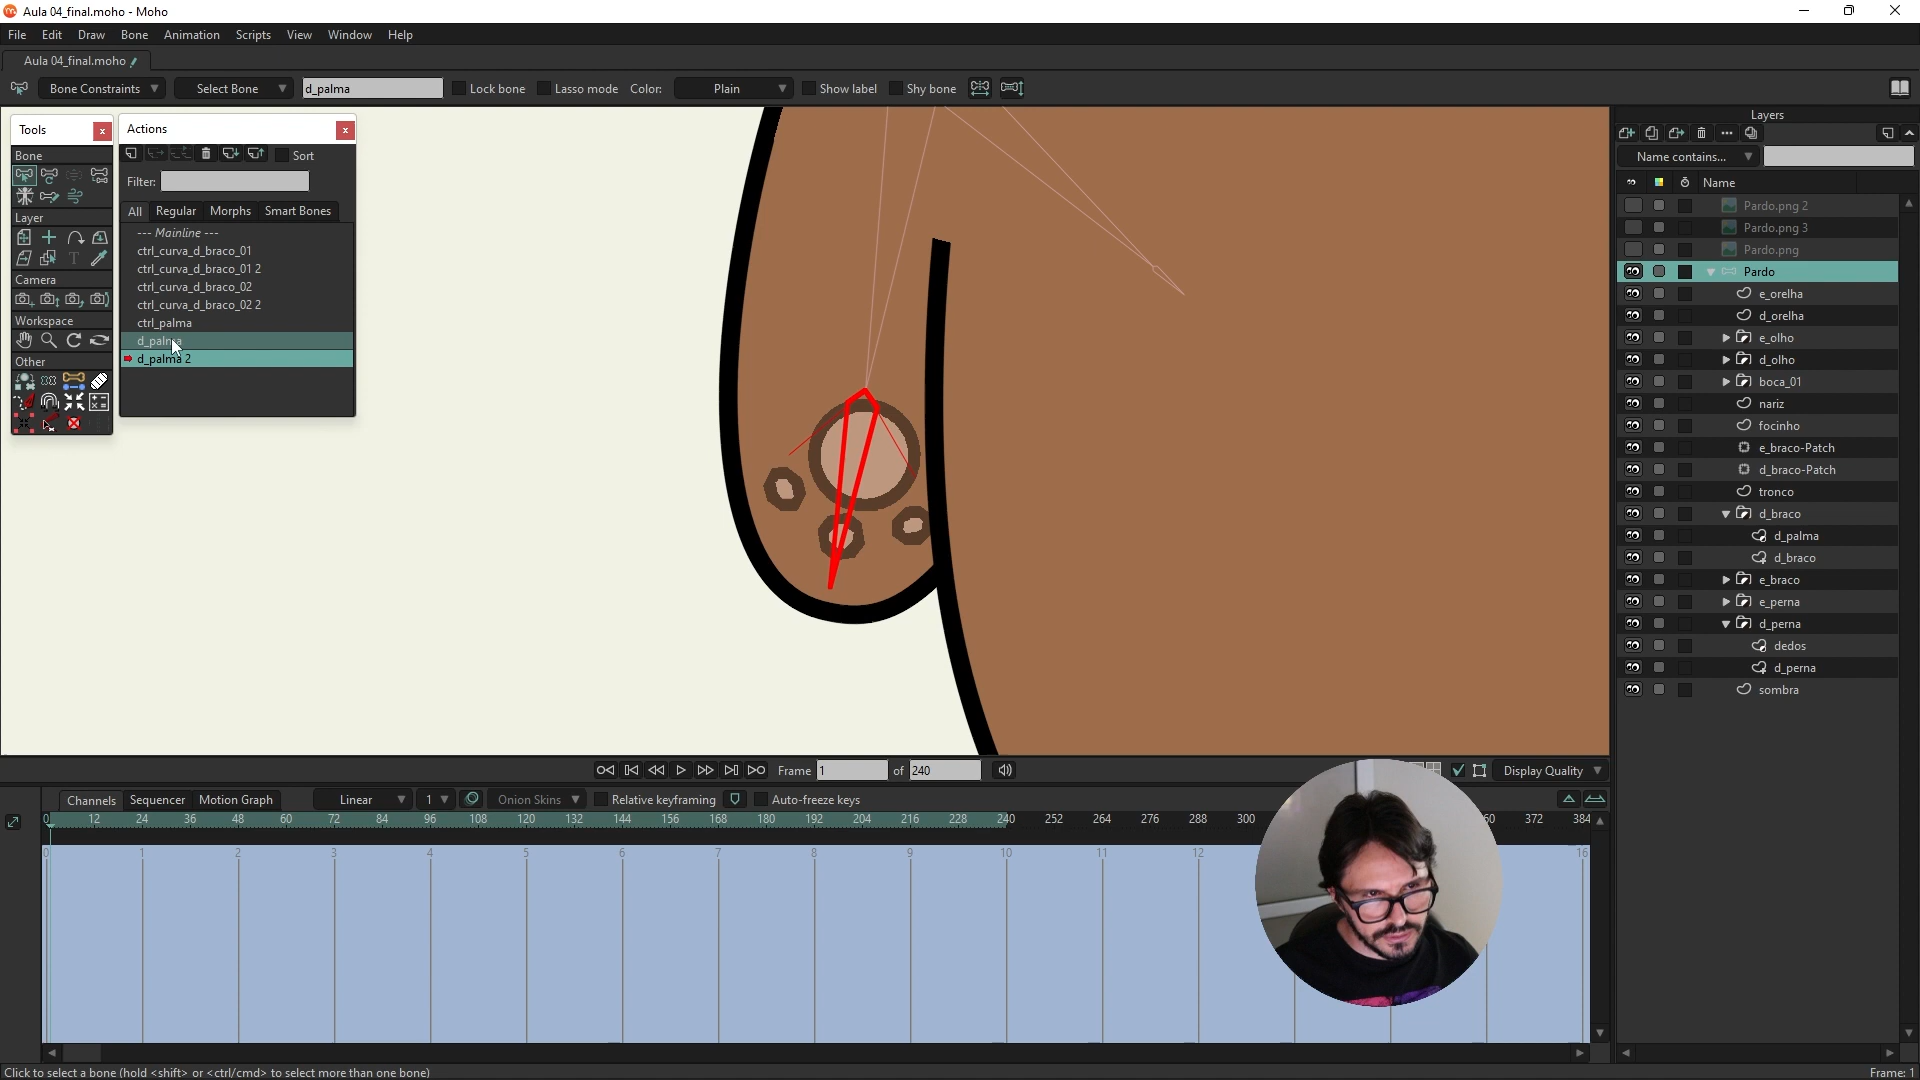 Aula 04_final.moho - Moho
File Edit Draw Bone Animation Scripts View Window Help
Aula 04_final.moho
Bone Constraints Select Bone d_palma Lock bone Lasso mode Color: Plain Show label Shy bone
Tools
Bone
Layer
Camera
Workspace
Other
Actions
Sort
Filter:
All Regular Morphs Smart Bones
--- Mainline ---
ctrl_curva_d_braco_01
ctrl_curva_d_braco_01 2
ctrl_curva_d_braco_02
ctrl_curva_d_braco_02 2
ctrl_palma
d_palma
d_palma 2
Layers
Name contains...
Name
Pardo.png 2
Pardo.png 3
Pardo.png
Pardo
e_orelha
d_orelha
e_olho
d_olho
boca_01
nariz
focinho
e_braco-Patch
d_braco-Patch
tronco
d_braco
d_palma
d_braco
e_braco
e_perna
d_perna
dedos
d_perna
sombra
Frame 1 of 240 Display Quality
Channels Sequencer Motion Graph Linear 1 Onion Skins Relative keyframing Auto-freeze keys
0 12 24 36 48 60 72 84 96 108 120 132 144 156 168 180 192 204 216 228 240 252 264 276 288 300 60 372 384
0 1 2 3 4 5 6 7 8 9 10 11 12 16
Click to select a bone (hold <shift> or <ctrl/cmd> to select more than one bone)
Frame: 1